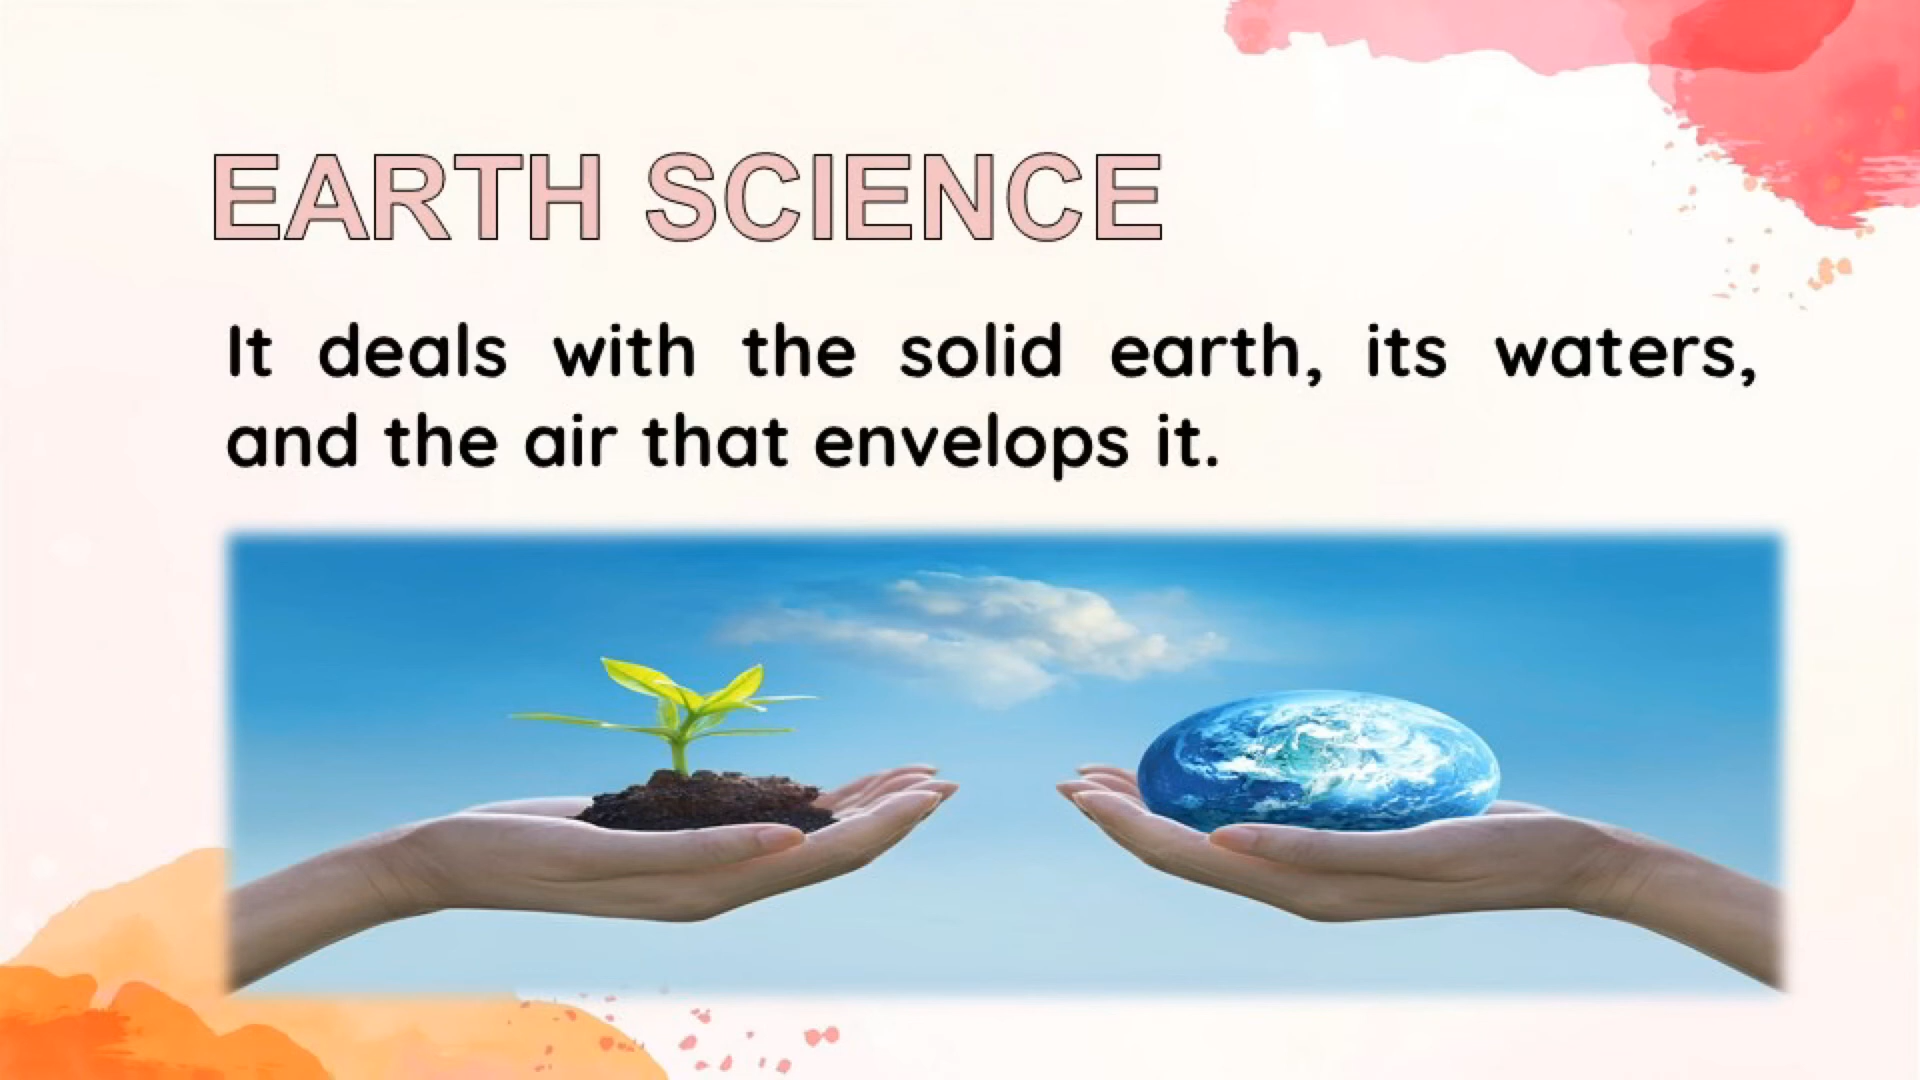 EARTH SCIENCE
It deals with the solid earth, its waters,
and the air that envelops it.